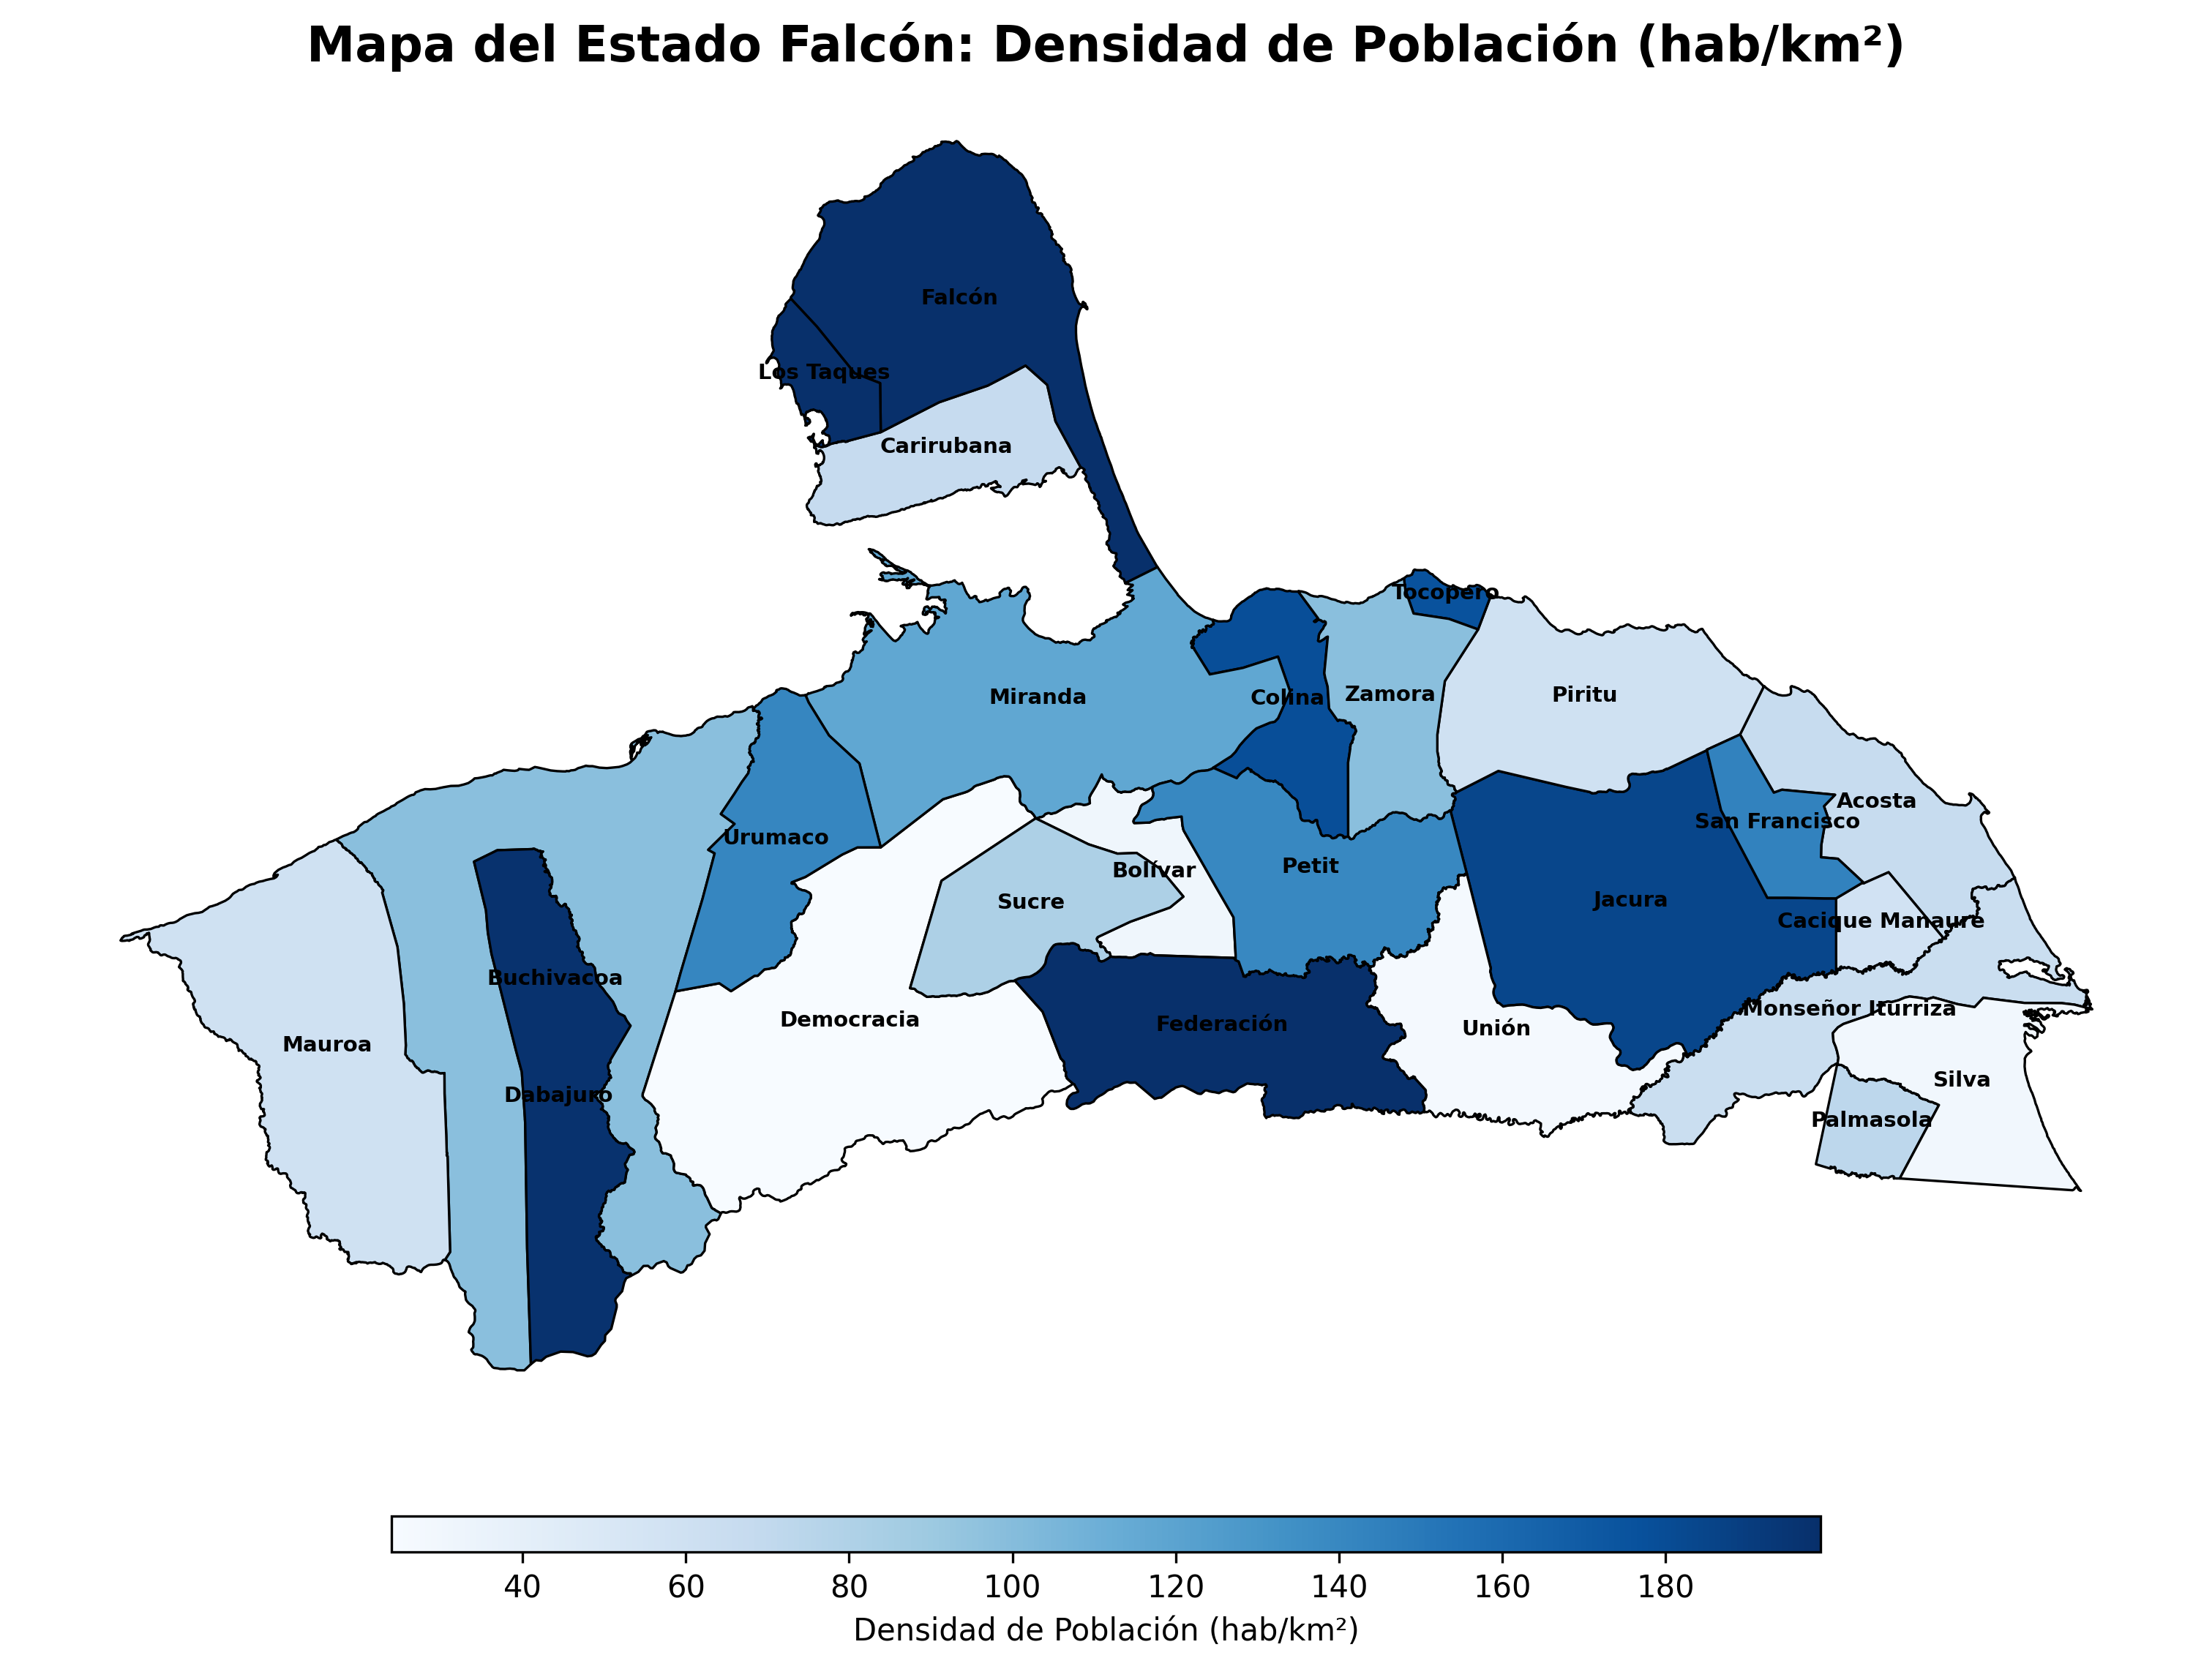 Mapa del Estado Falcón: Densidad de Población (hab/km²)
Falcón
Los Taques
Carirubana
Tocopero
Miranda
Colina
Zamora
Piritu
Acosta
San Francisco
Urumaco
Petit
Bolívar
Sucre
Jacura
Cacique Manaure
Buchivacoa
Monseñor Iturriza
Democracia
Federación
Unión
Mauroa
Silva
Dabajuro
Palmasola
40 60 80 100 120 140 160 180
Densidad de Población (hab/km²)